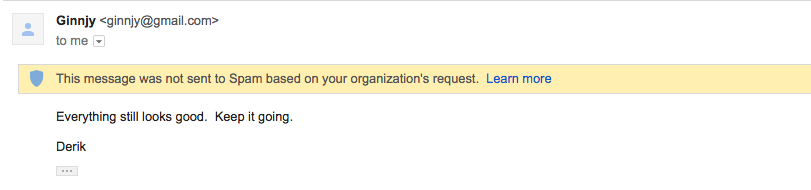 Ginnjy <ginnjy@gmail.com>
to me
This message was not sent to Spam based on your organization's request. Learn more
Everything still looks good.  Keep it going.
Derik